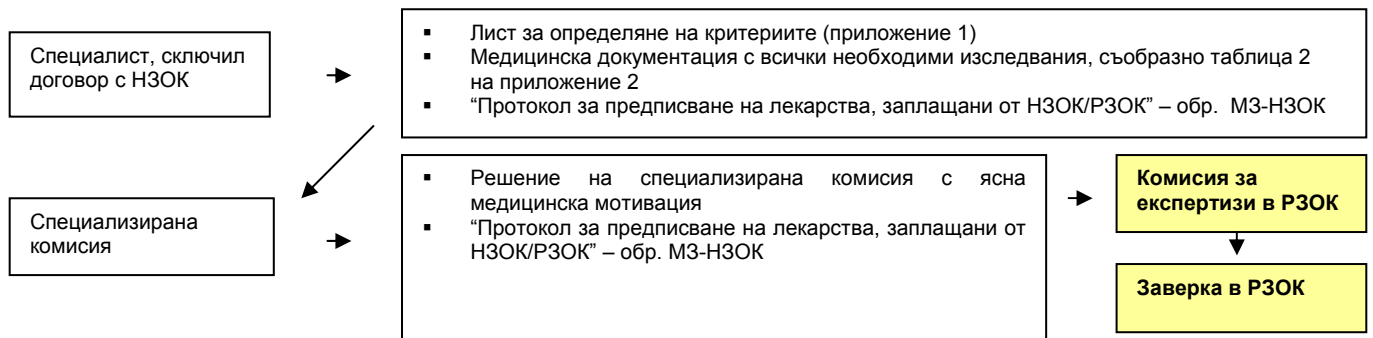 Специалист, сключил
договор с НЗОК
▪ Лист за определяне на критериите (приложение 1)
▪ Медицинска документация с всички необходими изследвания, съобразно таблица 2
на приложение 2
▪ “Протокол за предписване на лекарства, заплащани от НЗОК/РЗОК” – обр. МЗ-НЗОК
Специализирана
комисия
▪ Решение на специализирана комисия с ясна
медицинска мотивация
▪ “Протокол за предписване на лекарства, заплащани от
НЗОК/РЗОК” – обр. МЗ-НЗОК
Комисия за
експертизи в РЗОК
Заверка в РЗОК